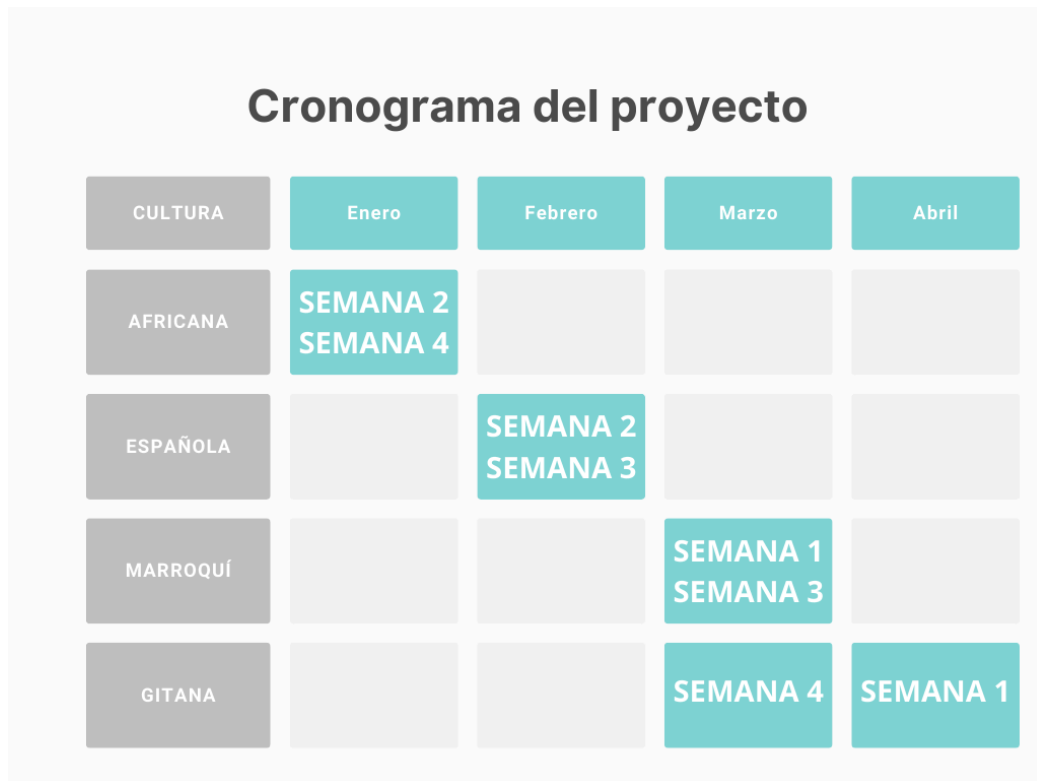 Cronograma del proyecto
CULTURA Enero Febrero Marzo Abril
AFRICANA SEMANA 2
SEMANA 4
ESPAÑOLA SEMANA 2
SEMANA 3
MARROQUÍ SEMANA 1
SEMANA 3
GITANA SEMANA 4 SEMANA 1